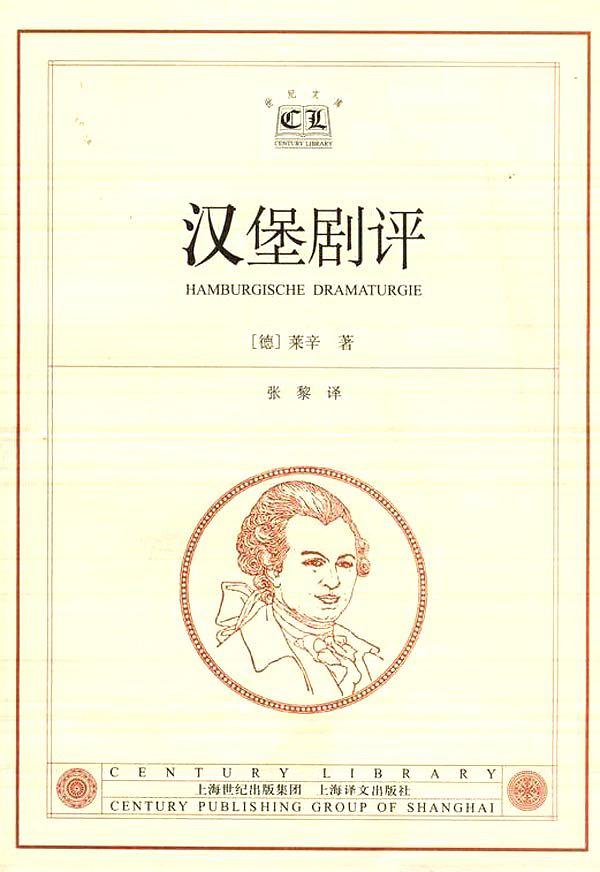 世纪文库
CL
CENTURY LIBRARY
汉堡剧评
HAMBURGISCHE DRAMATURGIE
[德] 莱辛 著
张黎 译
CENTURY LIBRARY
上海世纪出版集团 上海译文出版社
CENTURY PUBLISHING GROUP OF SHANGHAI